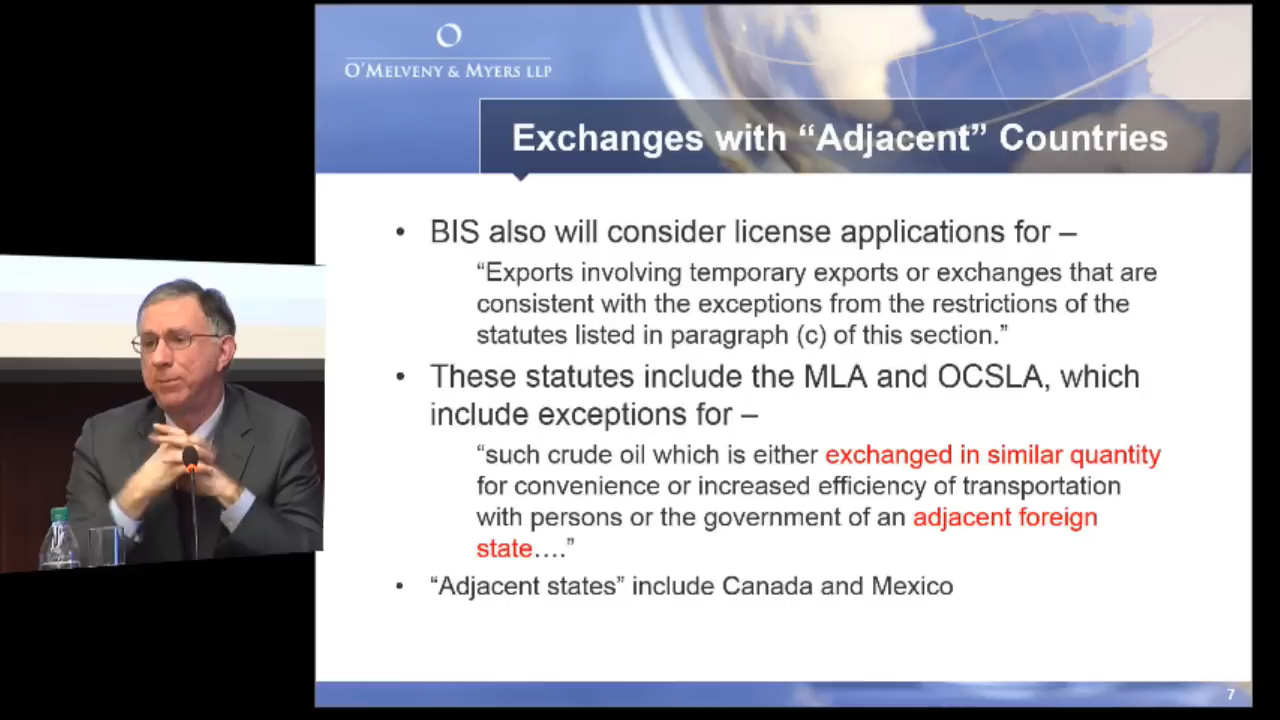 O'MELVENY & MYERS LLP
Exchanges with “Adjacent” Countries
• BIS also will consider license applications for –
“Exports involving temporary exports or exchanges that are
consistent with the exceptions from the restrictions of the
statutes listed in paragraph (c) of this section.”
• These statutes include the MLA and OCSLA, which
include exceptions for –
“such crude oil which is either exchanged in similar quantity
for convenience or increased efficiency of transportation
with persons or the government of an adjacent foreign
state....”
• “Adjacent states” include Canada and Mexico
7